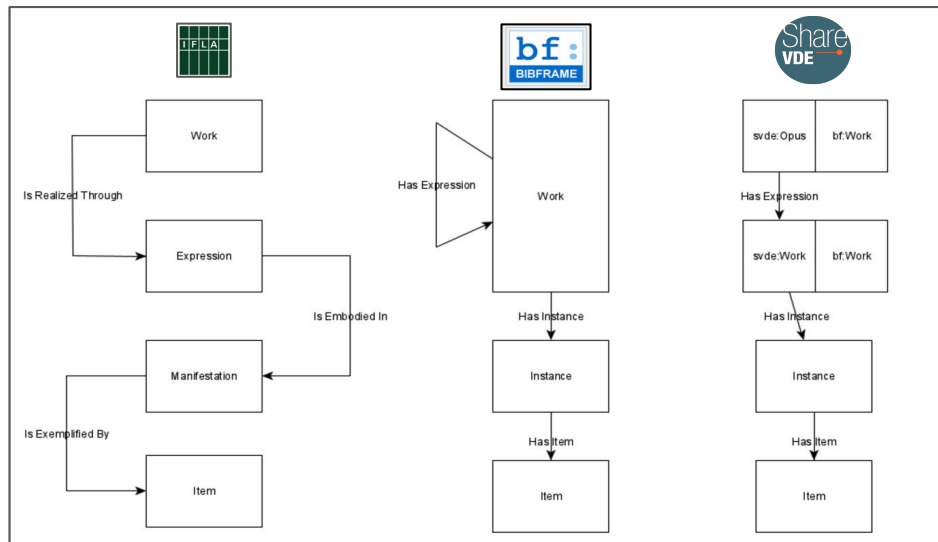 IFLA
bf:
BIBFRAME
Share
VDE
Work
Is Realized Through
Expression
Is Embodied In
Manifestation
Is Exemplified By
Item
Has Expression
Work
Has Instance
Instance
Has Item
Item
svde:Opus
bf:Work
Has Expression
svde:Work
bf:Work
Has Instance
Instance
Has Item
Item